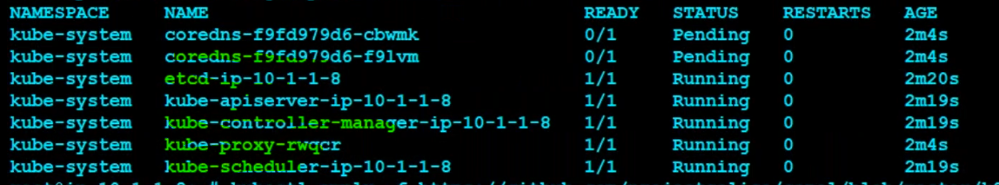 NAMESPACE NAME READY STATUS RESTARTS AGE
kube-system coredns-f9fd979d6-cbwmk 0/1 Pending 0 2m4s
kube-system coredns-f9fd979d6-f9lvm 0/1 Pending 0 2m4s
kube-system etcd-ip-10-1-1-8 1/1 Running 0 2m20s
kube-system kube-apiserver-ip-10-1-1-8 1/1 Running 0 2m19s
kube-system kube-controller-manager-ip-10-1-1-8 1/1 Running 0 2m19s
kube-system kube-proxy-rwqcr 1/1 Running 0 2m4s
kube-system kube-scheduler-ip-10-1-1-8 1/1 Running 0 2m19s